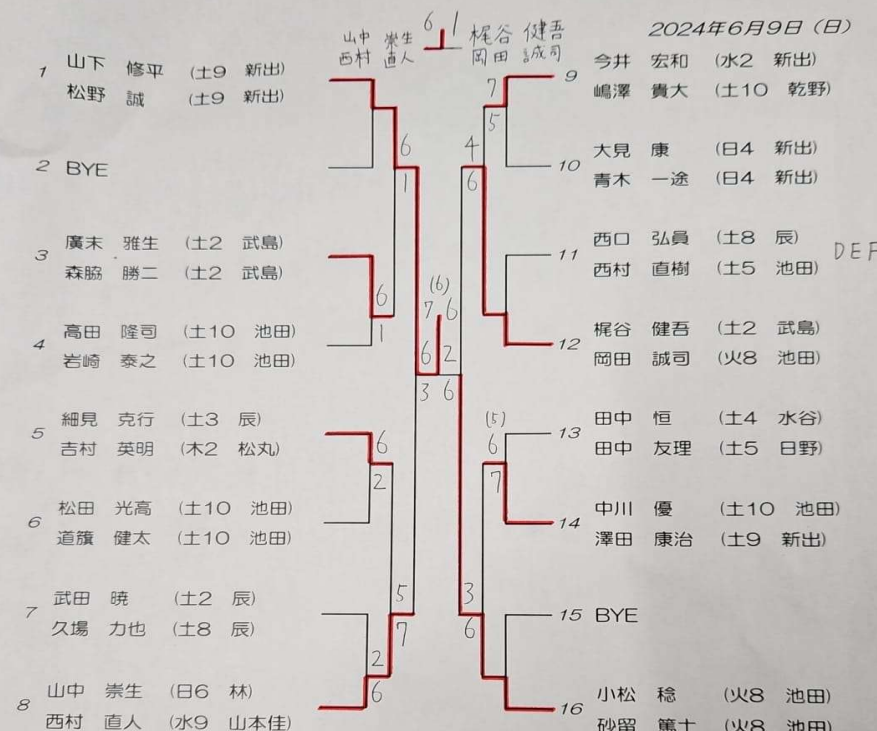 2024年6月9日（日）
山中 崇生
西村 直人
6 1
梶谷 健吾
岡田 誠司
1 山下 修平 (土9 新出)
松野 誠 (土9 新出)
2 BYE
3 廣末 雅生 (土2 武島)
森脇 勝二 (土2 武島)
4 高田 隆司 (土10 池田)
岩崎 泰之 (土10 池田)
5 細見 克行 (土3 辰)
吉村 英明 (木2 松丸)
6 松田 光高 (土10 池田)
道籏 健太 (土10 池田)
7 武田 暁 (土2 辰)
久場 力也 (土8 辰)
8 山中 崇生 (日6 林)
西村 直人 (水9 山本佳)
6
1
6
1
6
2
5
7
2
6
(6)
7 6
6 2
3 6
7
5
4
6
(5)
6
7
3
6
9 今井 宏和 (水2 新出)
嶋澤 貴大 (土10 乾野)
10 大見 康 (日4 新出)
青木 一途 (日4 新出)
11 西口 弘員 (土8 辰)
西村 直樹 (土5 池田)
DEF
12 梶谷 健吾 (土2 武島)
岡田 誠司 (火8 池田)
13 田中 恒 (土4 水谷)
田中 友理 (土5 日野)
14 中川 優 (土10 池田)
澤田 康治 (土9 新出)
15 BYE
16 小松 稔 (火8 池田)
砂留 篤士 (火8 池田)